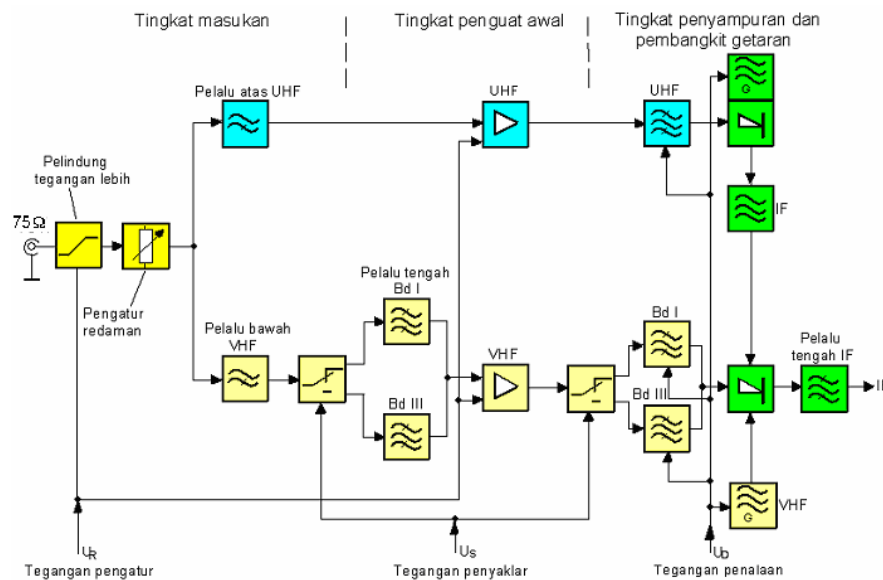 Tingkat masukan
Tingkat penguat awal
Tingkat penyampuran dan
pembangkit getaran
Pelalu atas UHF
UHF
UHF
G
Pelindung
tegangan lebih
75Ω
IF
Pengatur
redaman
Pelalu bawah
VHF
Pelalu tengah
Bd I
Bd III
VHF
Bd I
Bd III
Pelalu
tengah IF
G
VHF
UR
Tegangan pengatur
US
Tegangan penyaklar
UD
Tegangan penalaan